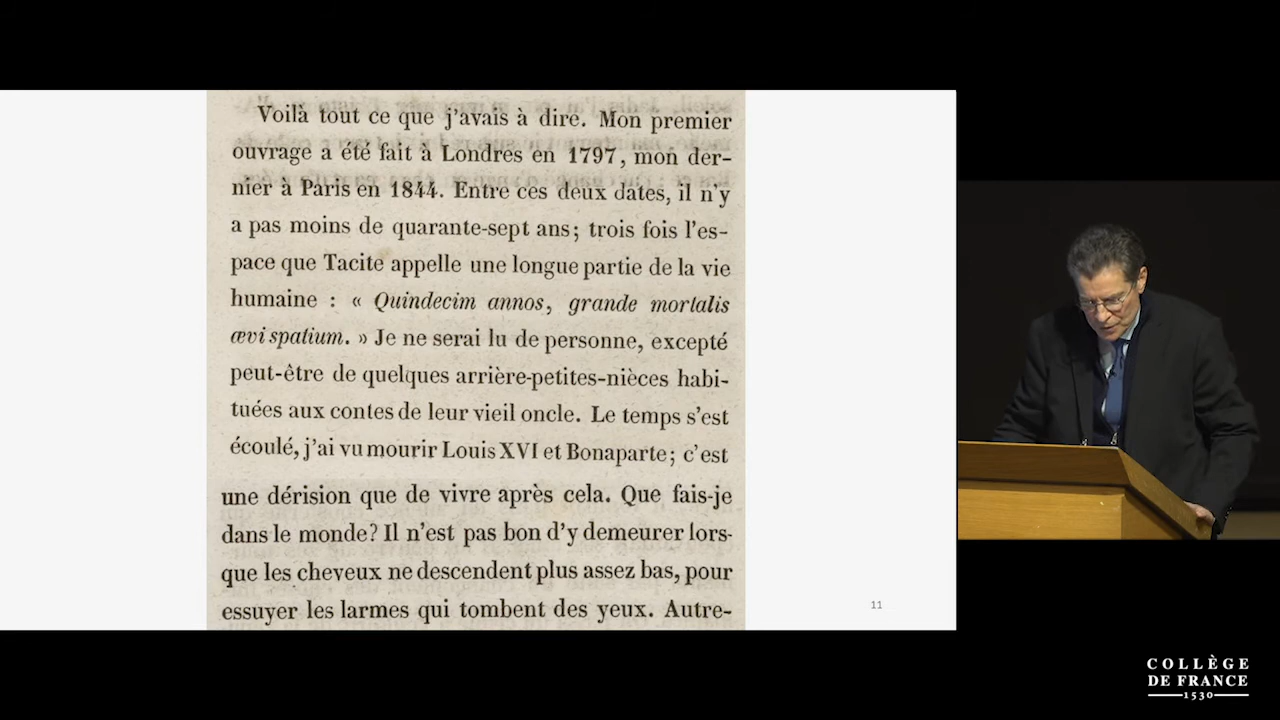 Voilà tout ce que j'avais à dire. Mon premier
ouvrage a été fait à Londres en 1797, mon der-
nier à Paris en 1844. Entre ces deux dates, il n'y
a pas moins de quarante-sept ans; trois fois l'es-
pace que Tacite appelle une longue partie de la vie
humaine : « Quindecim annos, grande mortalis
ævi spatium. » Je ne serai lu de personne, excepté
peut-être de quelques arrière-petites-nièces habi-
tuées aux contes de leur vieil oncle. Le temps s'est
écoulé, j'ai vu mourir Louis XVI et Bonaparte; c'est
une dérision que de vivre après cela. Que fais-je
dans le monde? Il n'est pas bon d'y demeurer lors-
que les cheveux ne descendent plus assez bas, pour
essuyer les larmes qui tombent des yeux. Autre-
11
COLLÈGE
DE FRANCE
1530